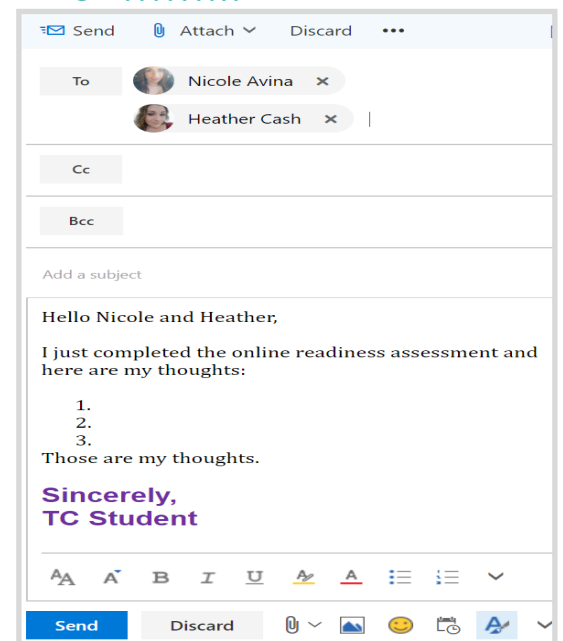 Send Attach Discard •••
To Nicole Avina ×
Heather Cash ×
Cc
Bcc
Add a subject
Hello Nicole and Heather,
I just completed the online readiness assessment and
here are my thoughts:
1.
2.
3.
Those are my thoughts.
Sincerely,
TC Student
AA A B I U A A
Send Discard